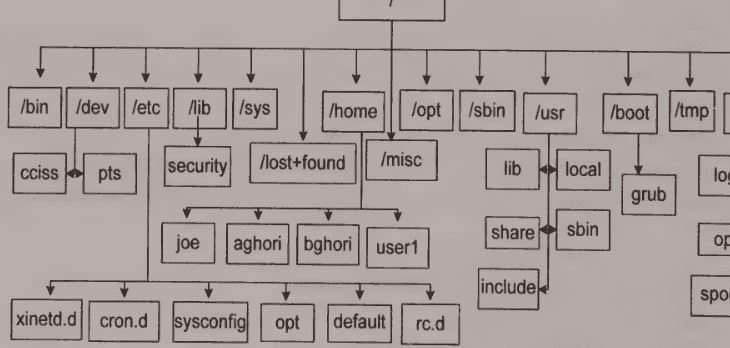 /
/bin
/dev
/etc
/lib
/sys
/home
/opt
/sbin
/usr
/boot
/tmp
cciss
pts
security
/lost+found
/misc
lib
local
grub
joe
aghori
bghori
user1
share
sbin
include
xinetd.d
cron.d
sysconfig
opt
default
rc.d